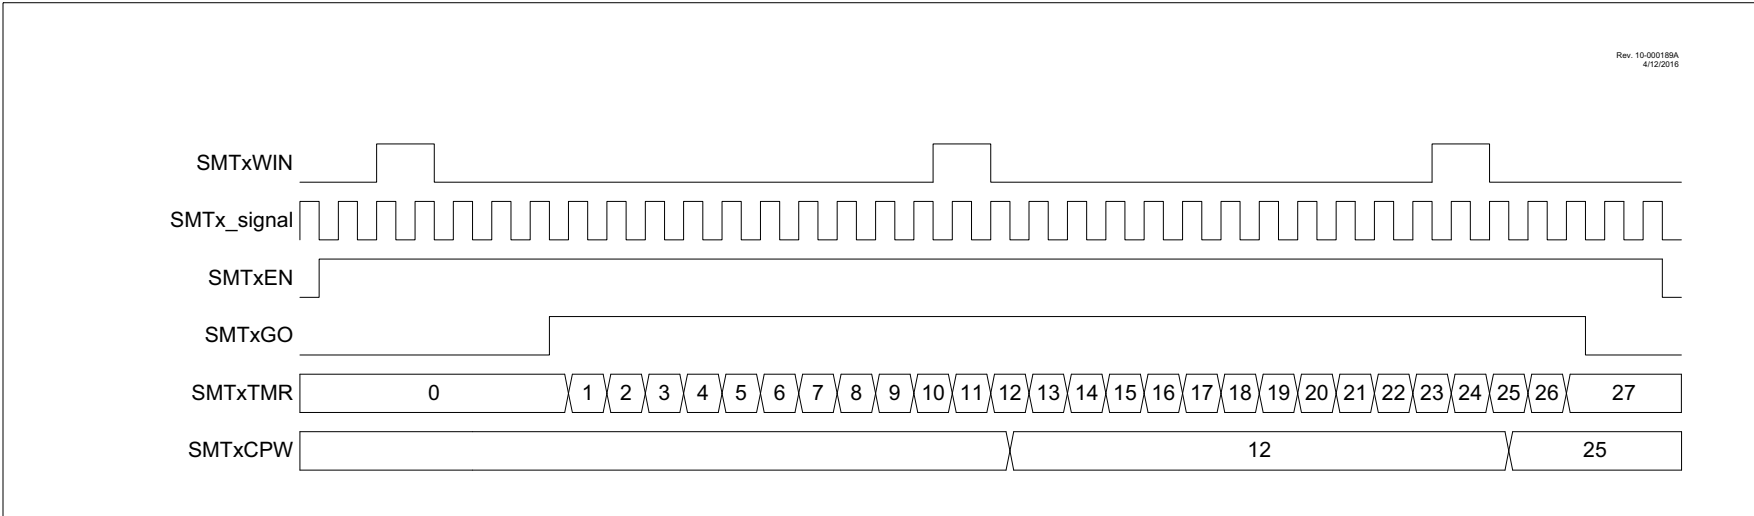 Rev. 10-000189A
4/12/2016
SMTxWIN
SMTx_signal
SMTxEN
SMTxGO
SMTxTMR 0 1 2 3 4 5 6 7 8 9 10 11 12 13 14 15 16 17 18 19 20 21 22 23 24 25 26 27
SMTxCPW 12 25